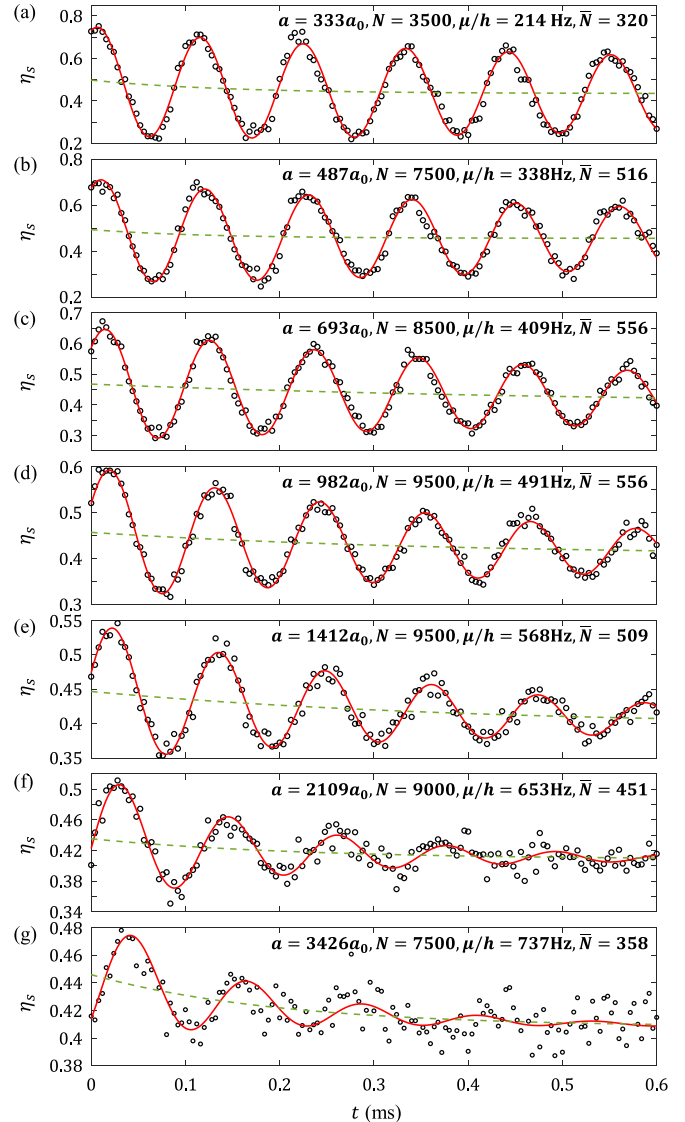 (a)
a = 333a₀, N = 3500, μ/h = 214 Hz, N̄ = 320
0.8
0.6
0.4
0.2
ηₛ
(b)
a = 487a₀, N = 7500, μ/h = 338Hz, N̄ = 516
0.8
0.6
0.4
0.2
ηₛ
(c)
a = 693a₀, N = 8500, μ/h = 409Hz, N̄ = 556
0.7
0.6
0.5
0.4
0.3
ηₛ
(d)
a = 982a₀, N = 9500, μ/h = 491Hz, N̄ = 556
0.6
0.5
0.4
0.3
ηₛ
(e)
a = 1412a₀, N = 9500, μ/h = 568Hz, N̄ = 509
0.55
0.5
0.45
0.4
0.35
ηₛ
(f)
a = 2109a₀, N = 9000, μ/h = 653Hz, N̄ = 451
0.5
0.46
0.42
0.38
0.34
ηₛ
(g)
a = 3426a₀, N = 7500, μ/h = 737Hz, N̄ = 358
0.48
0.46
0.44
0.42
0.4
0.38
ηₛ
0 0.1 0.2 0.3 0.4 0.5 0.6
t (ms)